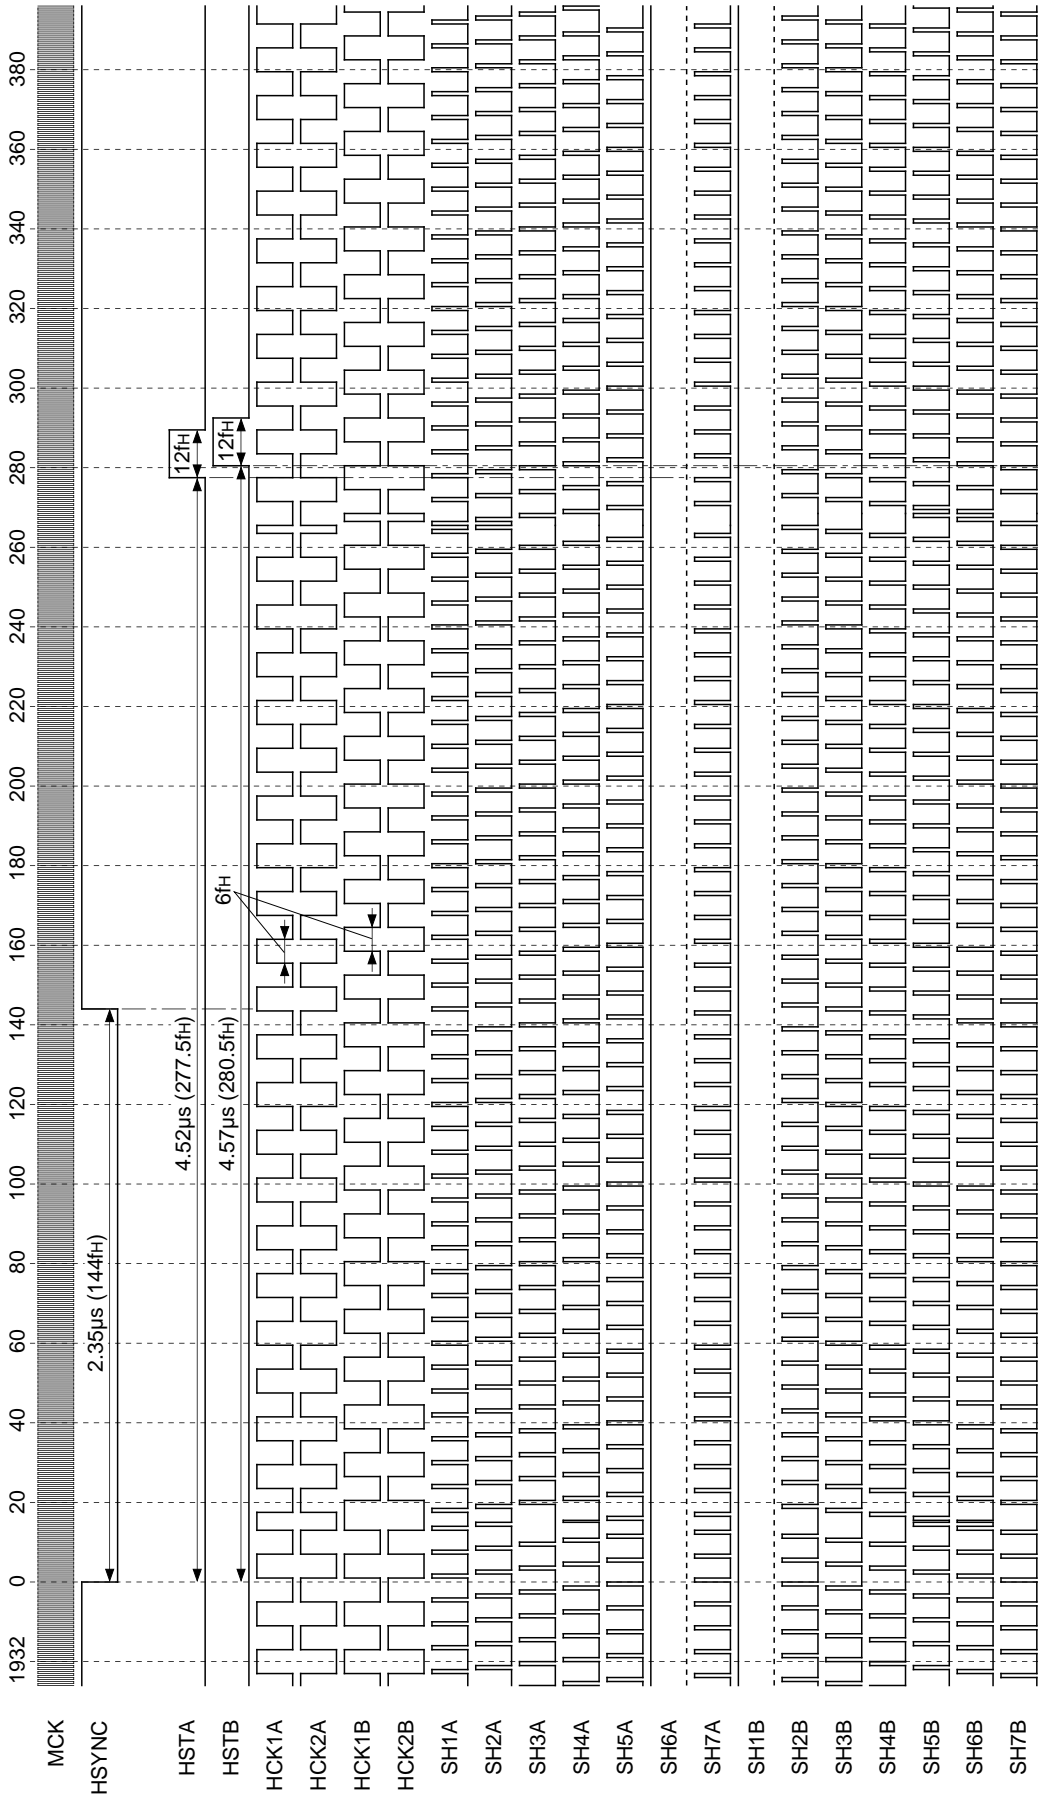 MCK
1932 0 20 40 60 80 100 120 140 160 180 200 220 240 260 280 300 320 340 360 380
HSYNC
2.35µs (144fH)
HSTA
4.52µs (277.5fH)
12fH
HSTB
4.57µs (280.5fH)
12fH
6fH
HCK1A
HCK2A
HCK1B
HCK2B
SH1A
SH2A
SH3A
SH4A
SH5A
SH6A
SH7A
SH1B
SH2B
SH3B
SH4B
SH5B
SH6B
SH7B